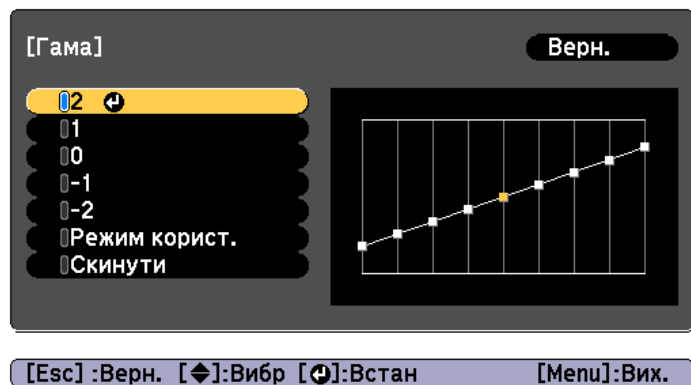 [Гама]
Верн.
2
1
0
-1
-2
Режим корист.
Скинути
[Esc] :Верн. [◆]:Вибр [↵]:Встан [Menu]:Вих.